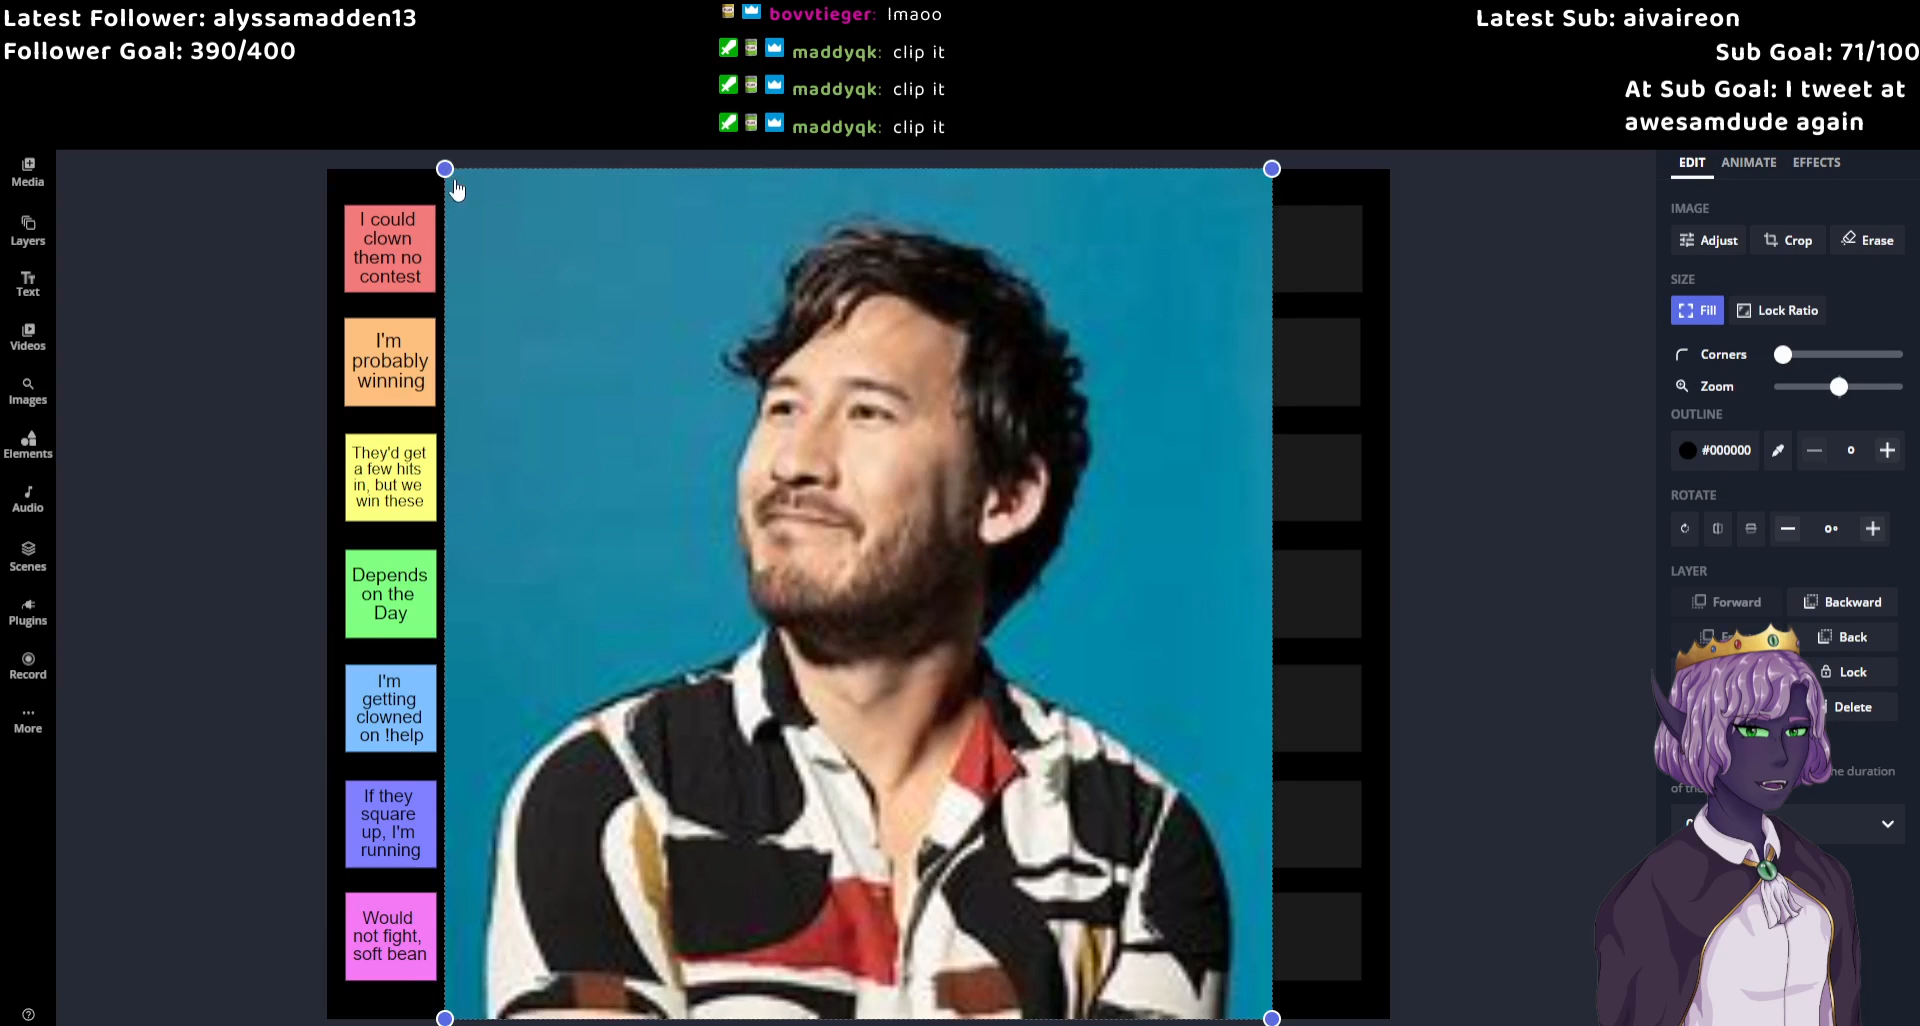 Latest Follower: alyssamadden13
Follower Goal: 390/400
bovvtieger: lmaoo
maddyqk: clip it
maddyqk: clip it
maddyqk: clip it
Latest Sub: aivaireon
Sub Goal: 71/100
At Sub Goal: I tweet at
awesamdude again
Media
Layers
Text
Videos
Images
Elements
Audio
Scenes
Plugins
Record
More
I could
clown
them no
contest
I'm
probably
winning
They'd get
a few hits
in, but we
win these
Depends
on the
Day
I'm
getting
clowned
on !help
If they
square
up, I'm
running
Would
not fight,
soft bean
EDIT ANIMATE EFFECTS
IMAGE
Adjust Crop Erase
SIZE
Fill Lock Ratio
Corners
Zoom
OUTLINE
#000000 0
ROTATE
0°
LAYER
Forward Backward
Back
Lock
Delete
duration